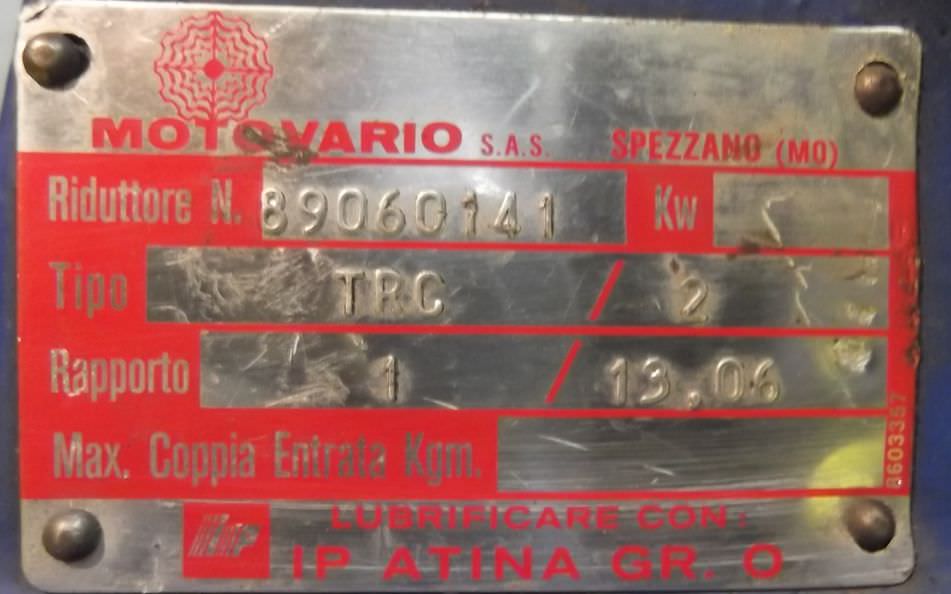 MOTOVARIO S.A.S. SPEZZANO (MO)
Riduttore N. 89060141 Kw
Tipo TRC / 2
Rapporto 1 / 13.06
Max. Coppia Entrata Kgm.
8603357
LUBRIFICARE CON:
IP ATINA GR. O